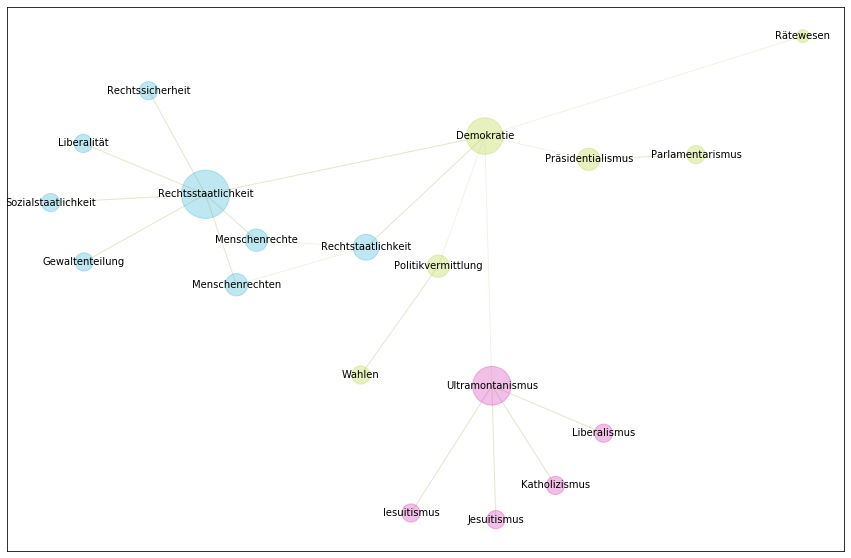 Rätewesen
Rechtssicherheit
Demokratie
Liberalität
Präsidentialismus
Parlamentarismus
Rechtsstaatlichkeit
Sozialstaatlichkeit
Menschenrechte
Rechtstaatlichkeit
Gewaltenteilung
Politikvermittlung
Menschenrechten
Wahlen
Ultramontanismus
Liberalismus
Katholizismus
Iesuitismus
Jesuitismus